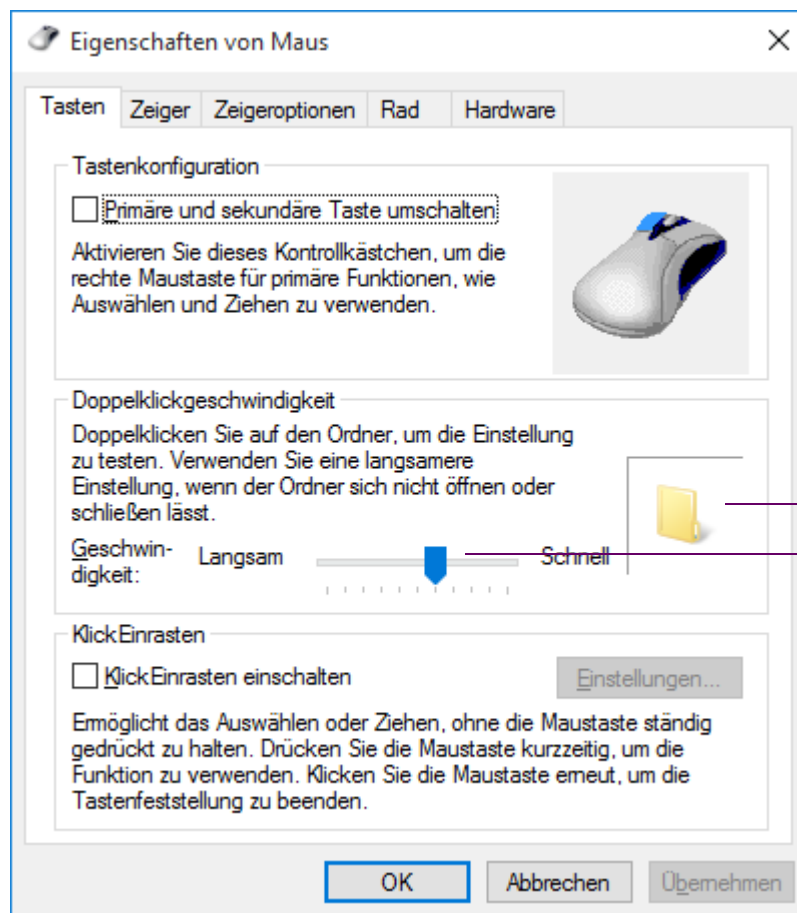 Eigenschaften von Maus
Tasten Zeiger Zeigeroptionen Rad Hardware
Tastenkonfiguration
Primäre und sekundäre Taste umschalten
Aktivieren Sie dieses Kontrollkästchen, um die
rechte Maustaste für primäre Funktionen, wie
Auswählen und Ziehen zu verwenden.
Doppelklickgeschwindigkeit
Doppelklicken Sie auf den Ordner, um die Einstellung
zu testen. Verwenden Sie eine langsamere
Einstellung, wenn der Ordner sich nicht öffnen oder
schließen lässt.
Geschwin-
digkeit:
Langsam Schnell
KlickEinrasten
KlickEinrasten einschalten Einstellungen...
Ermöglicht das Auswählen oder Ziehen, ohne die Maustaste ständig
gedrückt zu halten. Drücken Sie die Maustaste kurzzeitig, um die
Funktion zu verwenden. Klicken Sie die Maustaste erneut, um die
Tastenfeststellung zu beenden.
OK Abbrechen Übernehmen